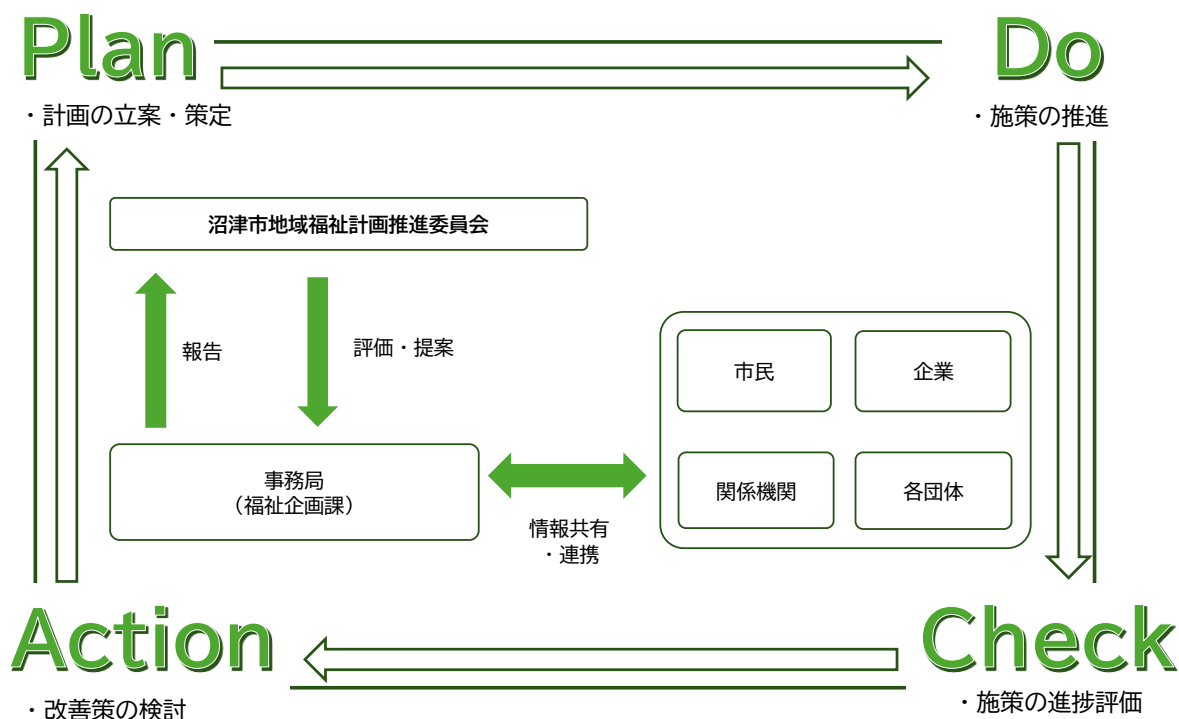 Plan
Do
・計画の立案・策定
・施策の推進
沼津市地域福祉計画推進委員会
報告
評価・提案
市民
企業
事務局
（福祉企画課）
関係機関
各団体
情報共有
・連携
Action
Check
・改善策の検討
・施策の進捗評価